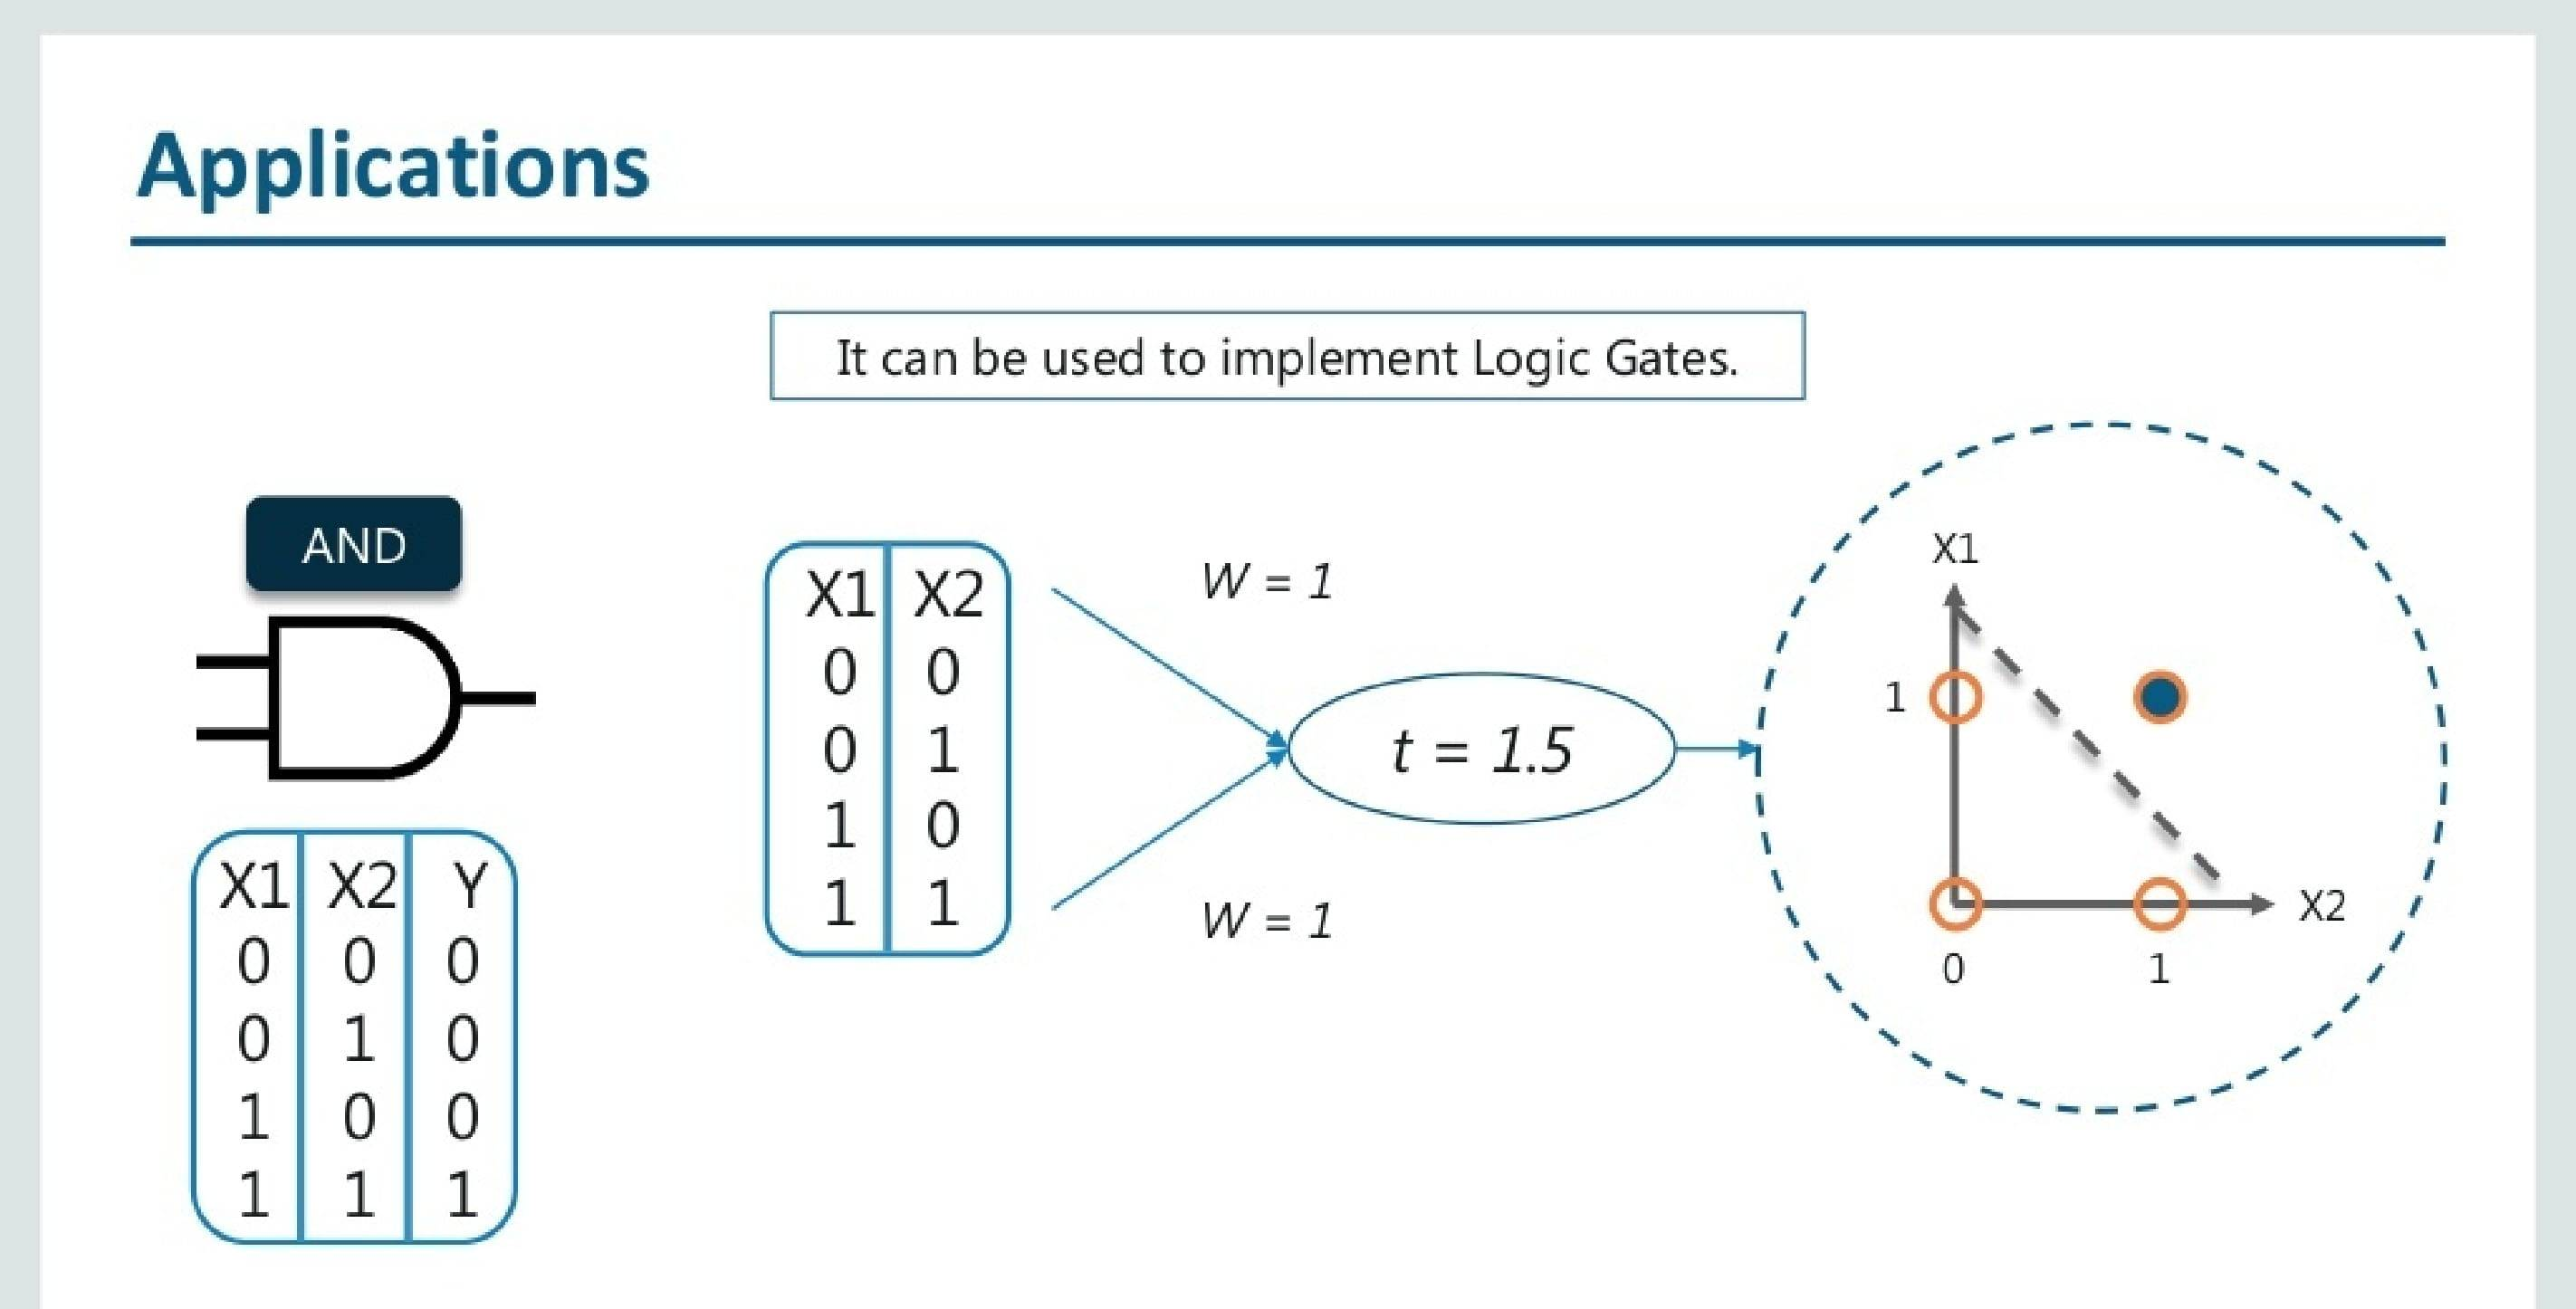 Applications
It can be used to implement Logic Gates.
AND
X1 X2 Y
0 0 0
0 1 0
1 0 0
1 1 1
X1 X2
0 0
0 1
1 0
1 1
W = 1
W = 1
t = 1.5
X1
1
X2
0 1